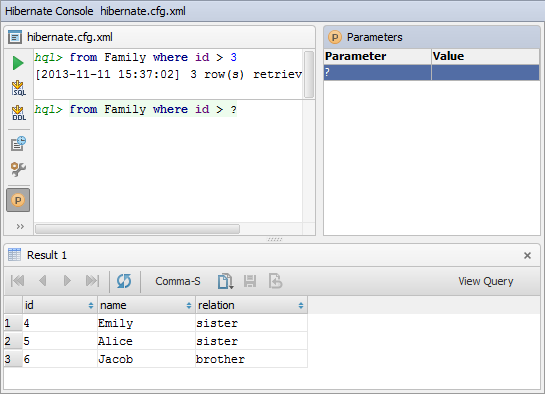 Hibernate Console hibernate.cfg.xml
hibernate.cfg.xml
hql> from Family where id > 3
[2013-11-11 15:37:02] 3 row(s) retriev
hql> from Family where id > ?
SQL
DDL
P
P Parameters
Parameter Value
?
Result 1
Comma-S View Query
id name relation
1 4 Emily sister
2 5 Alice sister
3 6 Jacob brother